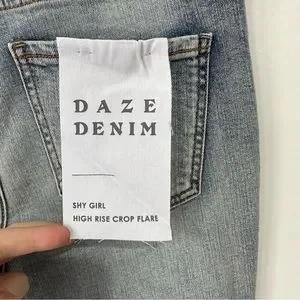 DAZE
DENIM
SHY GIRL
HIGH RISE CROP FLARE